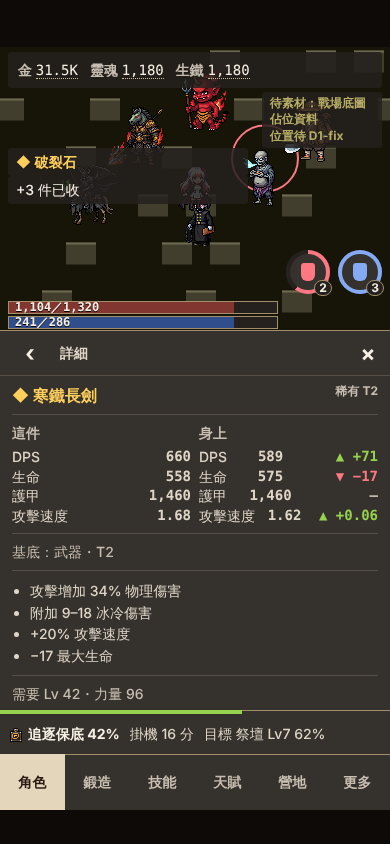 金 31.5K 靈魂 1,180 生鐵 1,180
待素材：戰場底圖
佔位資料
位置待 D1-fix
◆ 破裂石
+3 件已收
2
3
1,104／1,320
241／286
‹ 詳細 ×
◆ 寒鐵長劍 稀有 T2
這件 身上
DPS 660 DPS 589 ▲ +71
生命 558 生命 575 ▼ −17
護甲 1,460 護甲 1,460 —
攻擊速度 1.68 攻擊速度 1.62 ▲ +0.06
基底：武器・T2
• 攻擊增加 34% 物理傷害
• 附加 9–18 冰冷傷害
• +20% 攻擊速度
• −17 最大生命
需要 Lv 42・力量 96
追逐保底 42% 掛機 16 分 目標 祭壇 Lv7 62%
角色 鍛造 技能 天賦 營地 更多